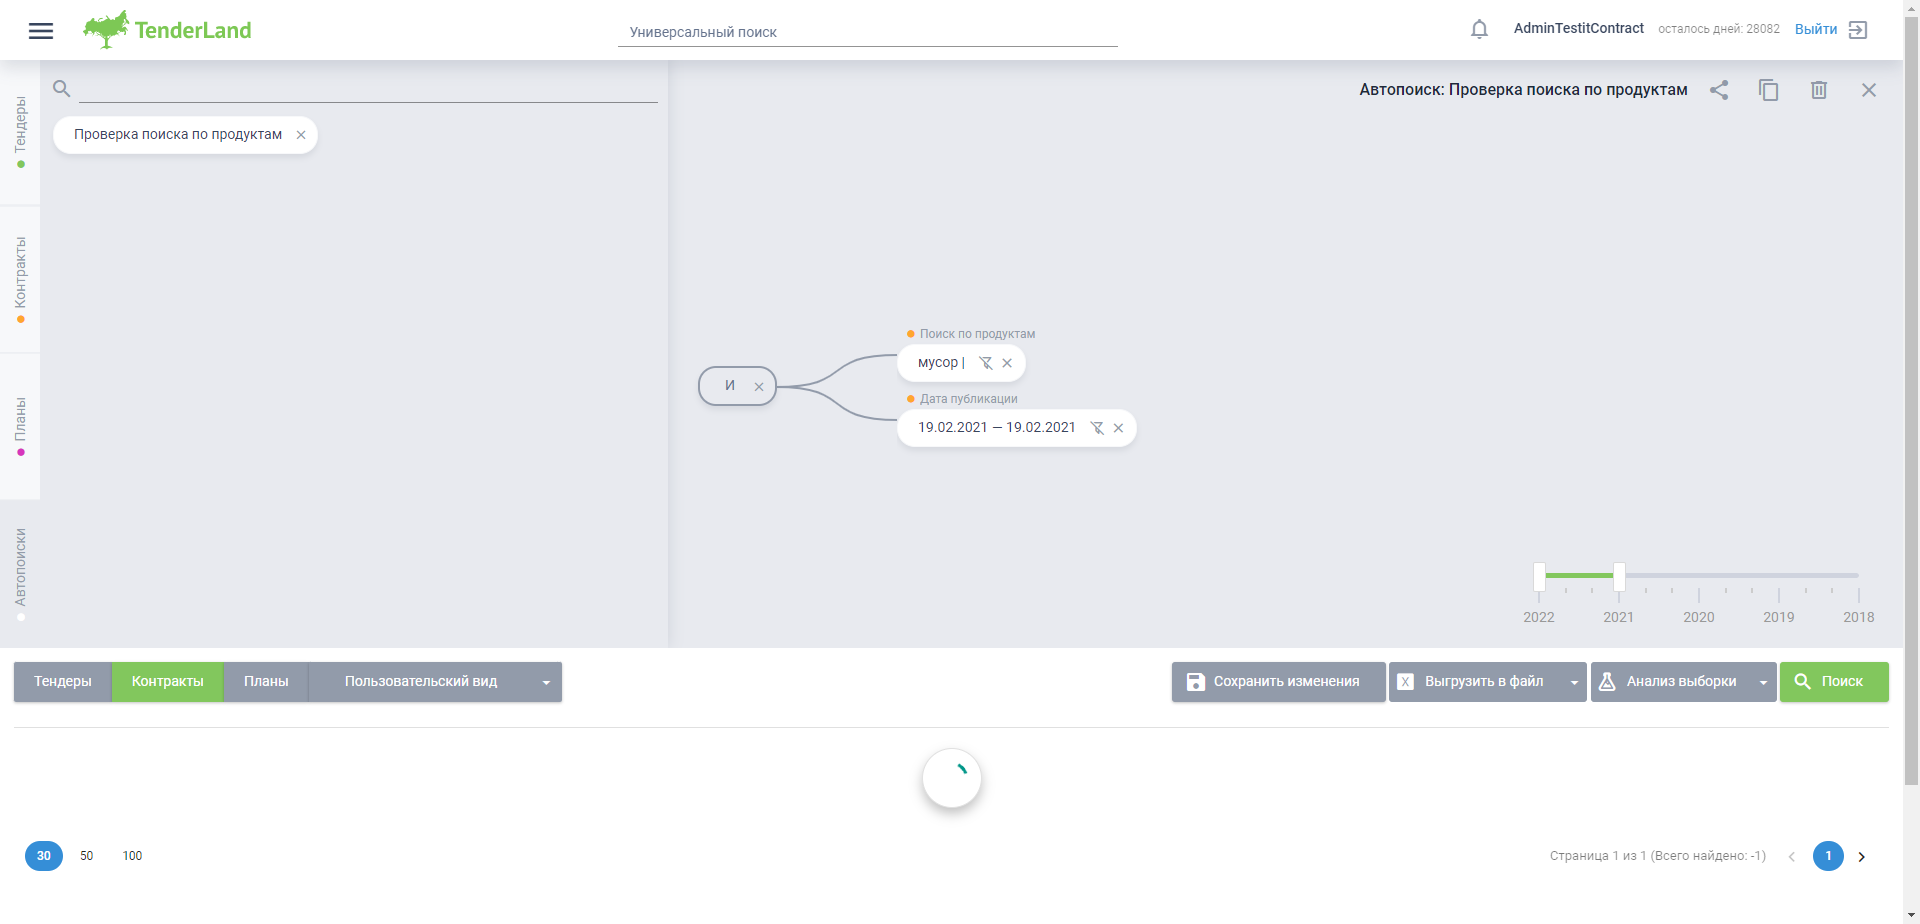 TenderLand
Универсальный поиск
AdminTestitContract
осталось дней: 28082
Выйти
Тендеры
Контракты
Планы
Автопоиски
Проверка поиска по продуктам
Автопоиск: Проверка поиска по продуктам
И
Поиск по продуктам
мусор |
Дата публикации
19.02.2021 — 19.02.2021
2022 2021 2020 2019 2018
Тендеры Контракты Планы Пользовательский вид
Сохранить изменения X Выгрузить в файл Анализ выборки Поиск
30 50 100
Страница 1 из 1 (Всего найдено: -1) 1